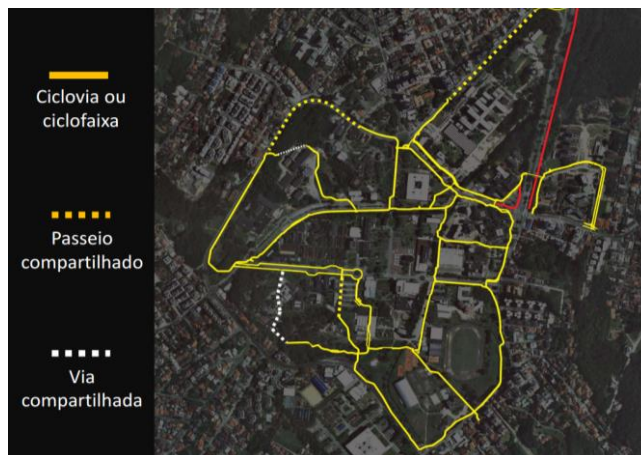 Ciclovia ou
ciclofaixa
Passeio
compartilhado
Via
compartilhada